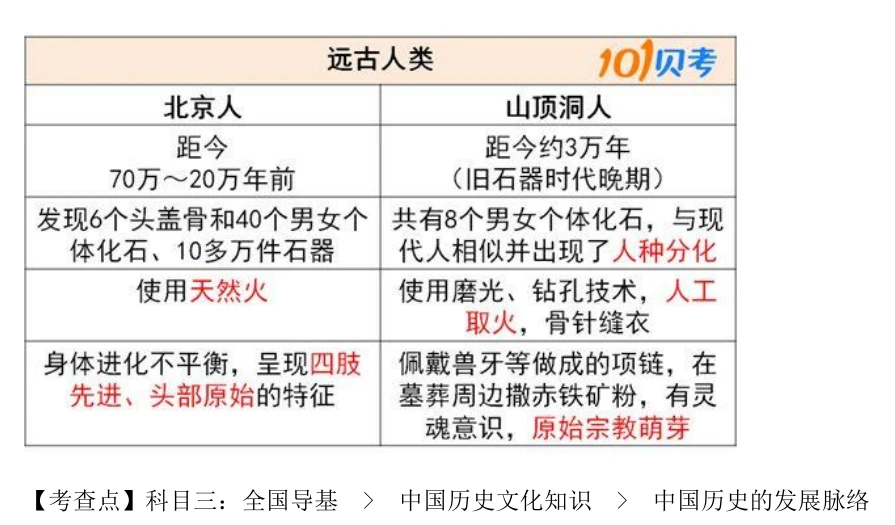 远古人类
101贝考
北京人
山顶洞人
距今
70万～20万年前
距今约3万年
（旧石器时代晚期）
发现6个头盖骨和40个男女个
体化石、10多万件石器
共有8个男女个体化石，与现
代人相似并出现了人种分化
使用天然火
使用磨光、钻孔技术，人工
取火，骨针缝衣
身体进化不平衡，呈现四肢
先进、头部原始的特征
佩戴兽牙等做成的项链，在
墓葬周边撒赤铁矿粉，有灵
魂意识，原始宗教萌芽
【考查点】科目三：全国导基 > 中国历史文化知识 > 中国历史的发展脉络